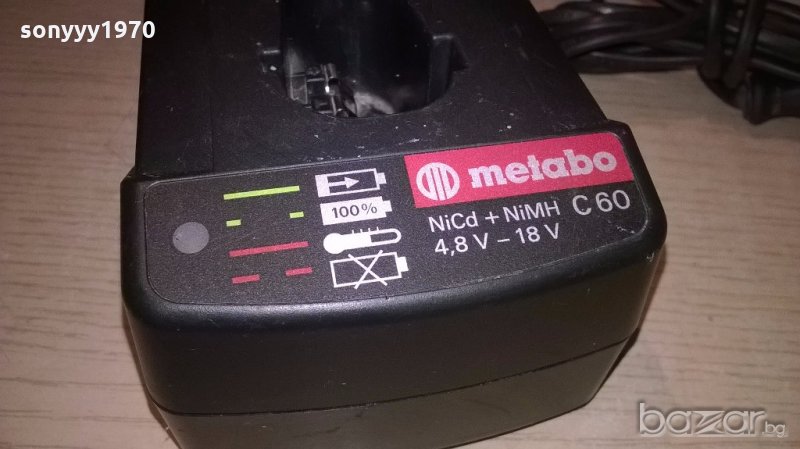 sonyyy1970
metabo
100%
NiCd + NiMH C 60
4,8 V – 18 V
bazar.bg